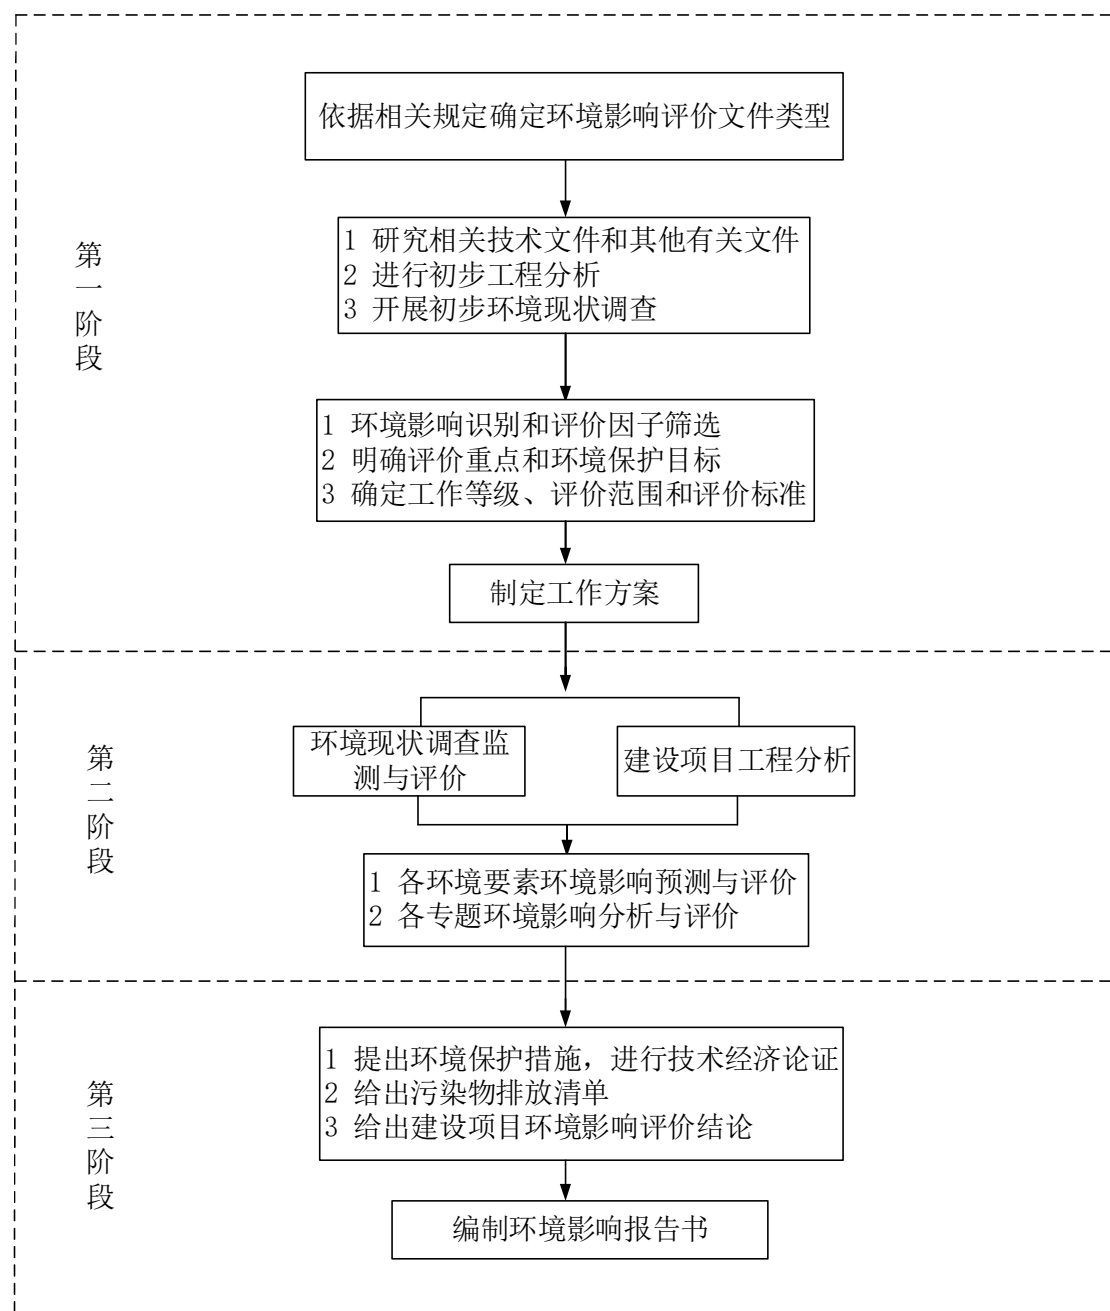 依据相关规定确定环境影响评价文件类型
第一阶段
1 研究相关技术文件和其他有关文件
2 进行初步工程分析
3 开展初步环境现状调查
1 环境影响识别和评价因子筛选
2 明确评价重点和环境保护目标
3 确定工作等级、评价范围和评价标准
制定工作方案
第二阶段
环境现状调查监
测与评价
建设项目工程分析
1 各环境要素环境影响预测与评价
2 各专题环境影响分析与评价
第三阶段
1 提出环境保护措施，进行技术经济论证
2 给出污染物排放清单
3 给出建设项目环境影响评价结论
编制环境影响报告书